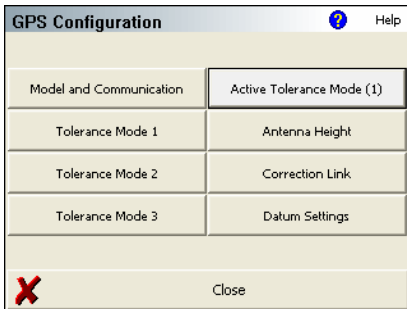 GPS Configuration
Help
Model and Communication
Active Tolerance Mode (1)
Tolerance Mode 1
Antenna Height
Tolerance Mode 2
Correction Link
Tolerance Mode 3
Datum Settings
Close